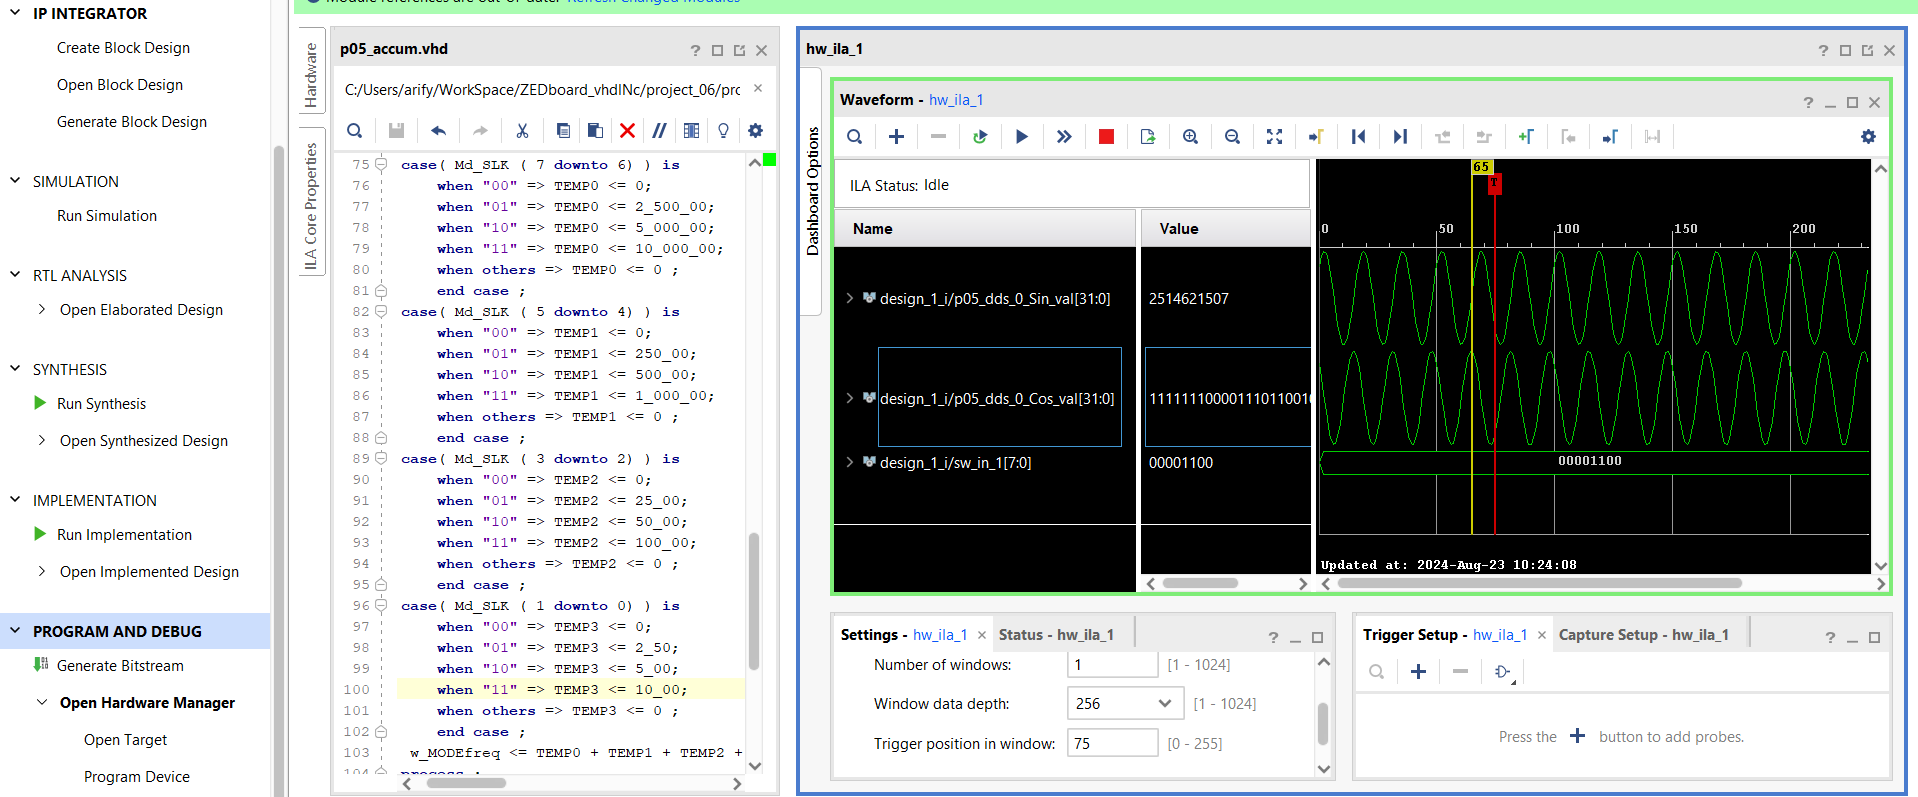 Module references are out-of-date. Refresh Changed Modules
IP INTEGRATOR
Create Block Design
Open Block Design
Generate Block Design
SIMULATION
Run Simulation
RTL ANALYSIS
Open Elaborated Design
SYNTHESIS
Run Synthesis
Open Synthesized Design
IMPLEMENTATION
Run Implementation
Open Implemented Design
PROGRAM AND DEBUG
Generate Bitstream
Open Hardware Manager
Open Target
Program Device
Hardware
ILA Core Properties
p05_accum.vhd
C:/Users/arify/WorkSpace/ZEDboard_vhdlNc/project_06/pro
75 case( Md_SLK ( 7 downto 6) ) is
76 when "00" => TEMP0 <= 0;
77 when "01" => TEMP0 <= 2_500_00;
78 when "10" => TEMP0 <= 5_000_00;
79 when "11" => TEMP0 <= 10_000_00;
80 when others => TEMP0 <= 0 ;
81 end case ;
82 case( Md_SLK ( 5 downto 4) ) is
83 when "00" => TEMP1 <= 0;
84 when "01" => TEMP1 <= 250_00;
85 when "10" => TEMP1 <= 500_00;
86 when "11" => TEMP1 <= 1_000_00;
87 when others => TEMP1 <= 0 ;
88 end case ;
89 case( Md_SLK ( 3 downto 2) ) is
90 when "00" => TEMP2 <= 0;
91 when "01" => TEMP2 <= 25_00;
92 when "10" => TEMP2 <= 50_00;
93 when "11" => TEMP2 <= 100_00;
94 when others => TEMP2 <= 0 ;
95 end case ;
96 case( Md_SLK ( 1 downto 0) ) is
97 when "00" => TEMP3 <= 0;
98 when "01" => TEMP3 <= 2_50;
99 when "10" => TEMP3 <= 5_00;
100 when "11" => TEMP3 <= 10_00;
101 when others => TEMP3 <= 0 ;
102 end case ;
103 w_MODEfreq <= TEMP0 + TEMP1 + TEMP2 +
104 process ;
hw_ila_1
Dashboard Options
Waveform - hw_ila_1
ILA Status: Idle
Name Value
design_1_i/p05_dds_0_Sin_val[31:0] 2514621507
design_1_i/p05_dds_0_Cos_val[31:0] 111111100001110110010
design_1_i/sw_in_1[7:0] 00001100
65
T
0 50 100 150 200
00001100
Updated at: 2024-Aug-23 10:24:08
Settings - hw_ila_1 Status - hw_ila_1
Number of windows: 1 [1 - 1024]
Window data depth: 256 [1 - 1024]
Trigger position in window: 75 [0 - 255]
Trigger Setup - hw_ila_1 Capture Setup - hw_ila_1
Press the + button to add probes.